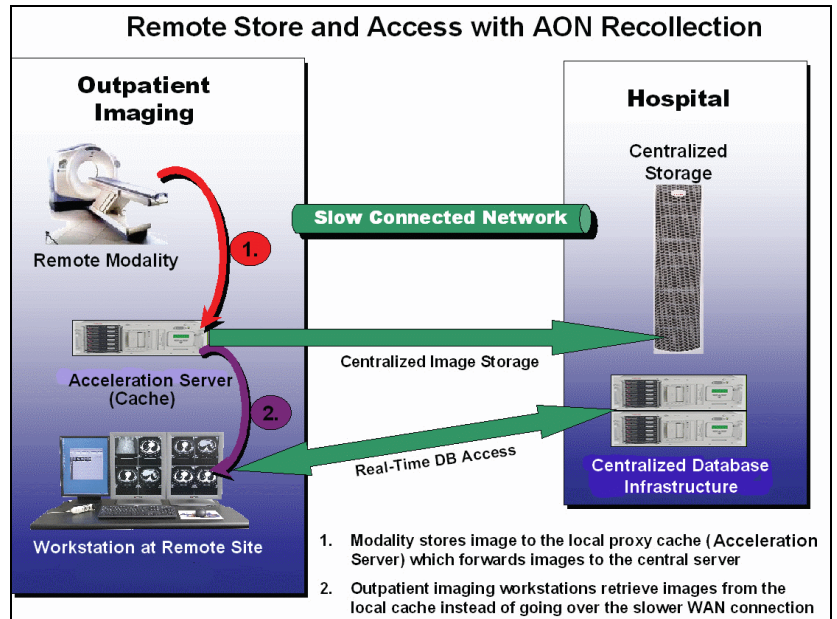 Remote Store and Access with AON Recollection
Outpatient
Imaging
Remote Modality
1.
Acceleration Server
(Cache)
2.
Workstation at Remote Site
Slow Connected Network
Centralized Image Storage
Real-Time DB Access
Hospital
Centralized
Storage
Centralized Database
Infrastructure
1. Modality stores image to the local proxy cache (Acceleration
Server) which forwards images to the central server
2. Outpatient imaging workstations retrieve images from the
local cache instead of going over the slower WAN connection